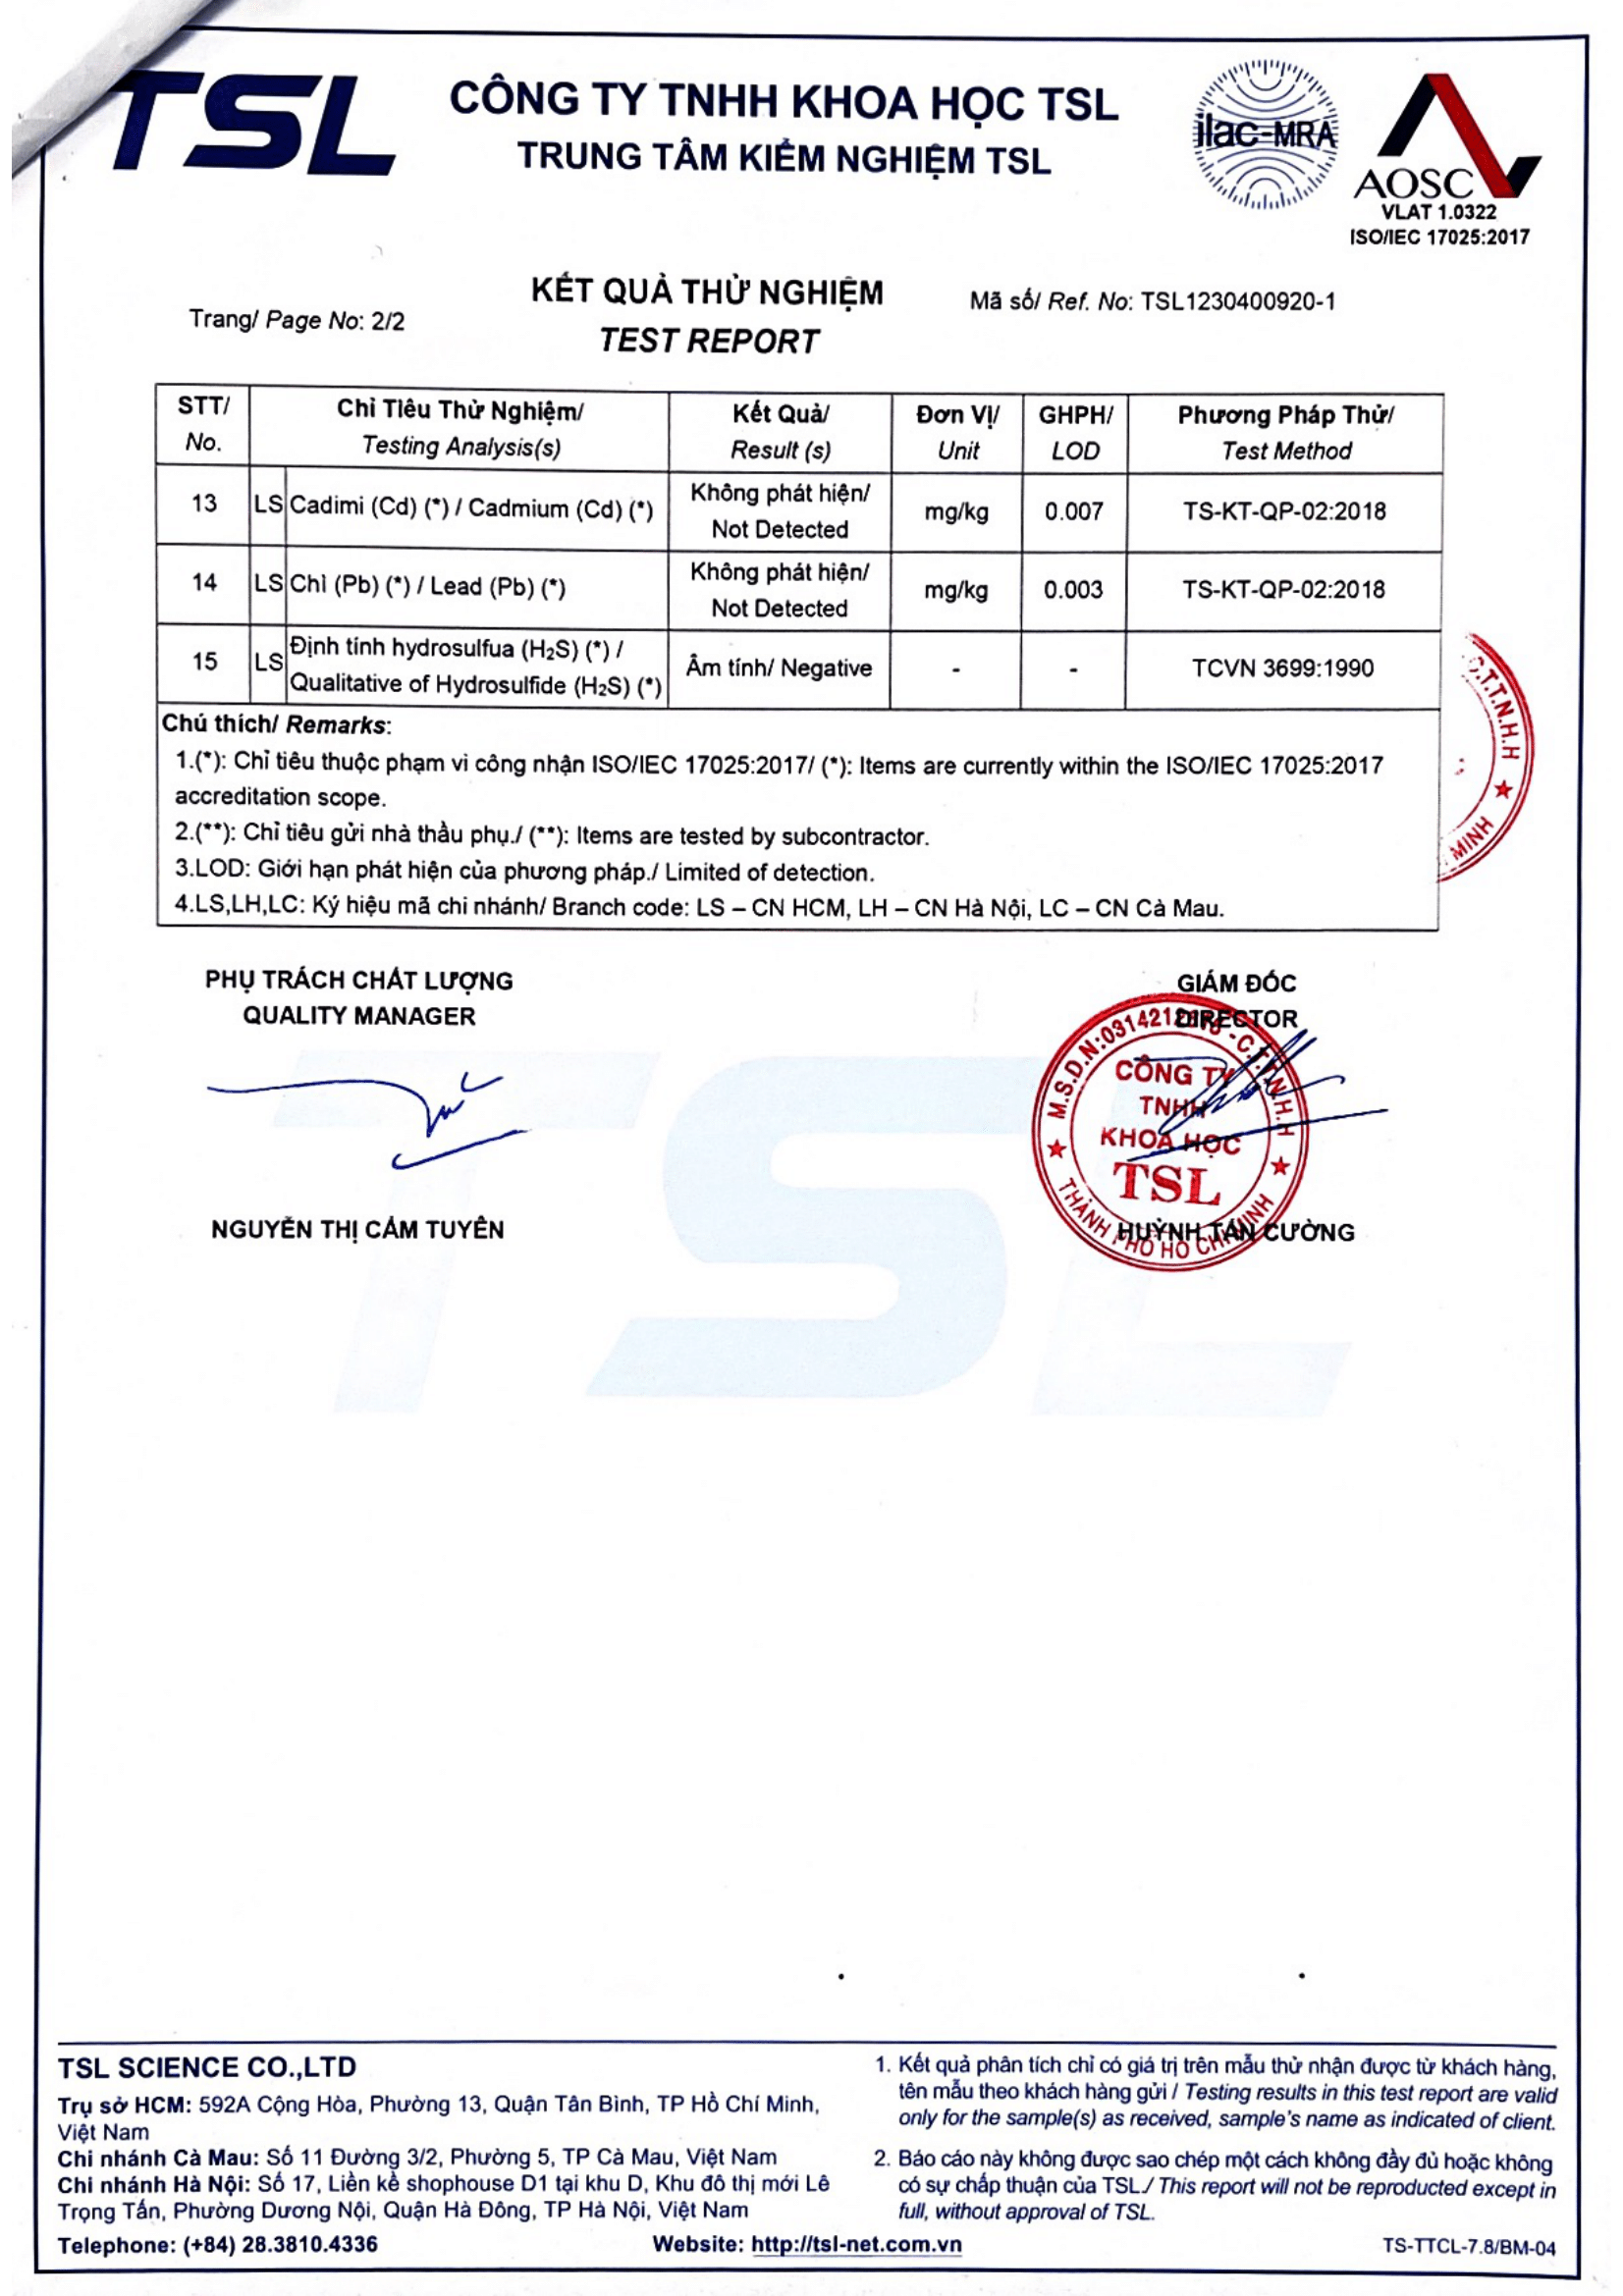 TSL
CÔNG TY TNHH KHOA HỌC TSL
TRUNG TÂM KIỂM NGHIỆM TSL
ilac-MRA
AOSC
VLAT 1.0322
ISO/IEC 17025:2017
Trang/ Page No: 2/2
KẾT QUẢ THỬ NGHIỆM
TEST REPORT
Mã số/ Ref. No: TSL1230400920-1
STT/ No. Chỉ Tiêu Thử Nghiệm/ Testing Analysis(s) Kết Quả/ Result (s) Đơn Vị/ Unit GHPH/ LOD Phương Pháp Thử/ Test Method
13 LS Cadimi (Cd) (*) / Cadmium (Cd) (*) Không phát hiện/ Not Detected mg/kg 0.007 TS-KT-QP-02:2018
14 LS Chì (Pb) (*) / Lead (Pb) (*) Không phát hiện/ Not Detected mg/kg 0.003 TS-KT-QP-02:2018
15 LS Định tính hydrosulfua (H₂S) (*) / Qualitative of Hydrosulfide (H₂S) (*) Âm tính/ Negative - - TCVN 3699:1990
Chú thích/ Remarks:
1.(*): Chỉ tiêu thuộc phạm vi công nhận ISO/IEC 17025:2017/ (*): Items are currently within the ISO/IEC 17025:2017
accreditation scope.
2.(**): Chỉ tiêu gửi nhà thầu phụ./ (**): Items are tested by subcontractor.
3.LOD: Giới hạn phát hiện của phương pháp./ Limited of detection.
4.LS,LH,LC: Ký hiệu mã chi nhánh/ Branch code: LS – CN HCM, LH – CN Hà Nội, LC – CN Cà Mau.
C.T.T.N.H.H ★ MINH
PHỤ TRÁCH CHẤT LƯỢNG
QUALITY MANAGER
NGUYỄN THỊ CẨM TUYÊN
GIÁM ĐỐC
DIRECTOR
CÔNG TY
TNHH
KHOA HỌC
TSL
THÀNH PHỐ HỒ CHÍ MINH
HUỲNH TẤN CƯỜNG
TSL
TSL SCIENCE CO.,LTD
Trụ sở HCM: 592A Cộng Hòa, Phường 13, Quận Tân Bình, TP Hồ Chí Minh,
Việt Nam
Chi nhánh Cà Mau: Số 11 Đường 3/2, Phường 5, TP Cà Mau, Việt Nam
Chi nhánh Hà Nội: Số 17, Liền kề shophouse D1 tại khu D, Khu đô thị mới Lê
Trọng Tấn, Phường Dương Nội, Quận Hà Đông, TP Hà Nội, Việt Nam
Telephone: (+84) 28.3810.4336
Website: http://tsl-net.com.vn
1. Kết quả phân tích chỉ có giá trị trên mẫu thử nhận được từ khách hàng,
tên mẫu theo khách hàng gửi / Testing results in this test report are valid
only for the sample(s) as received, sample's name as indicated of client.
2. Báo cáo này không được sao chép một cách không đầy đủ hoặc không
có sự chấp thuận của TSL./ This report will not be reproduced except in
full, without approval of TSL.
TS-TTCL-7.8/BM-04